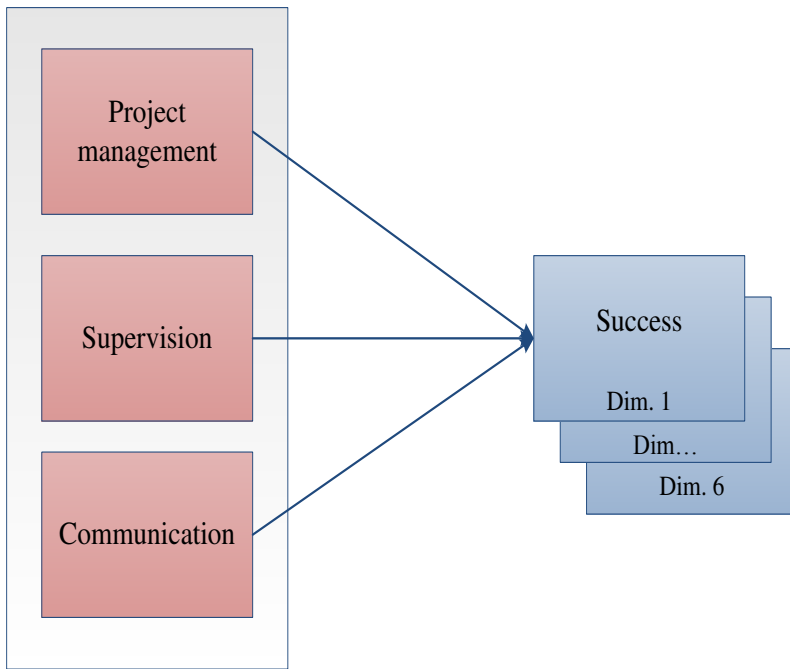 Project
management
Supervision
Communication
Success
Dim. 1
Dim…
Dim. 6